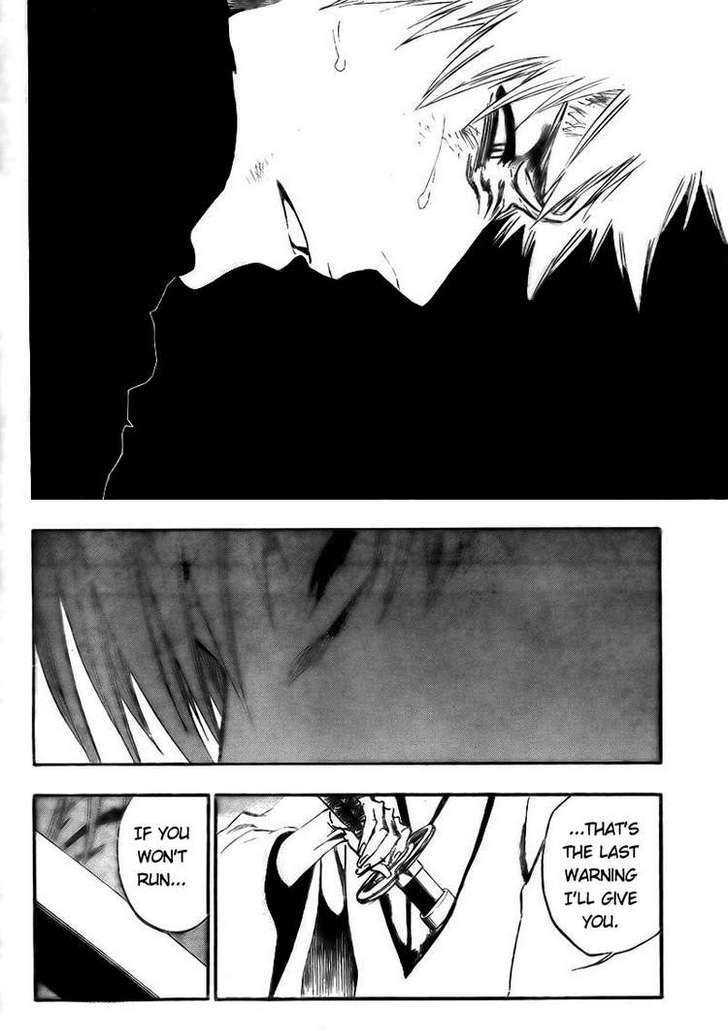 ...THAT'S
THE LAST
WARNING
I'LL GIVE
YOU.
IF YOU
WON'T
RUN...